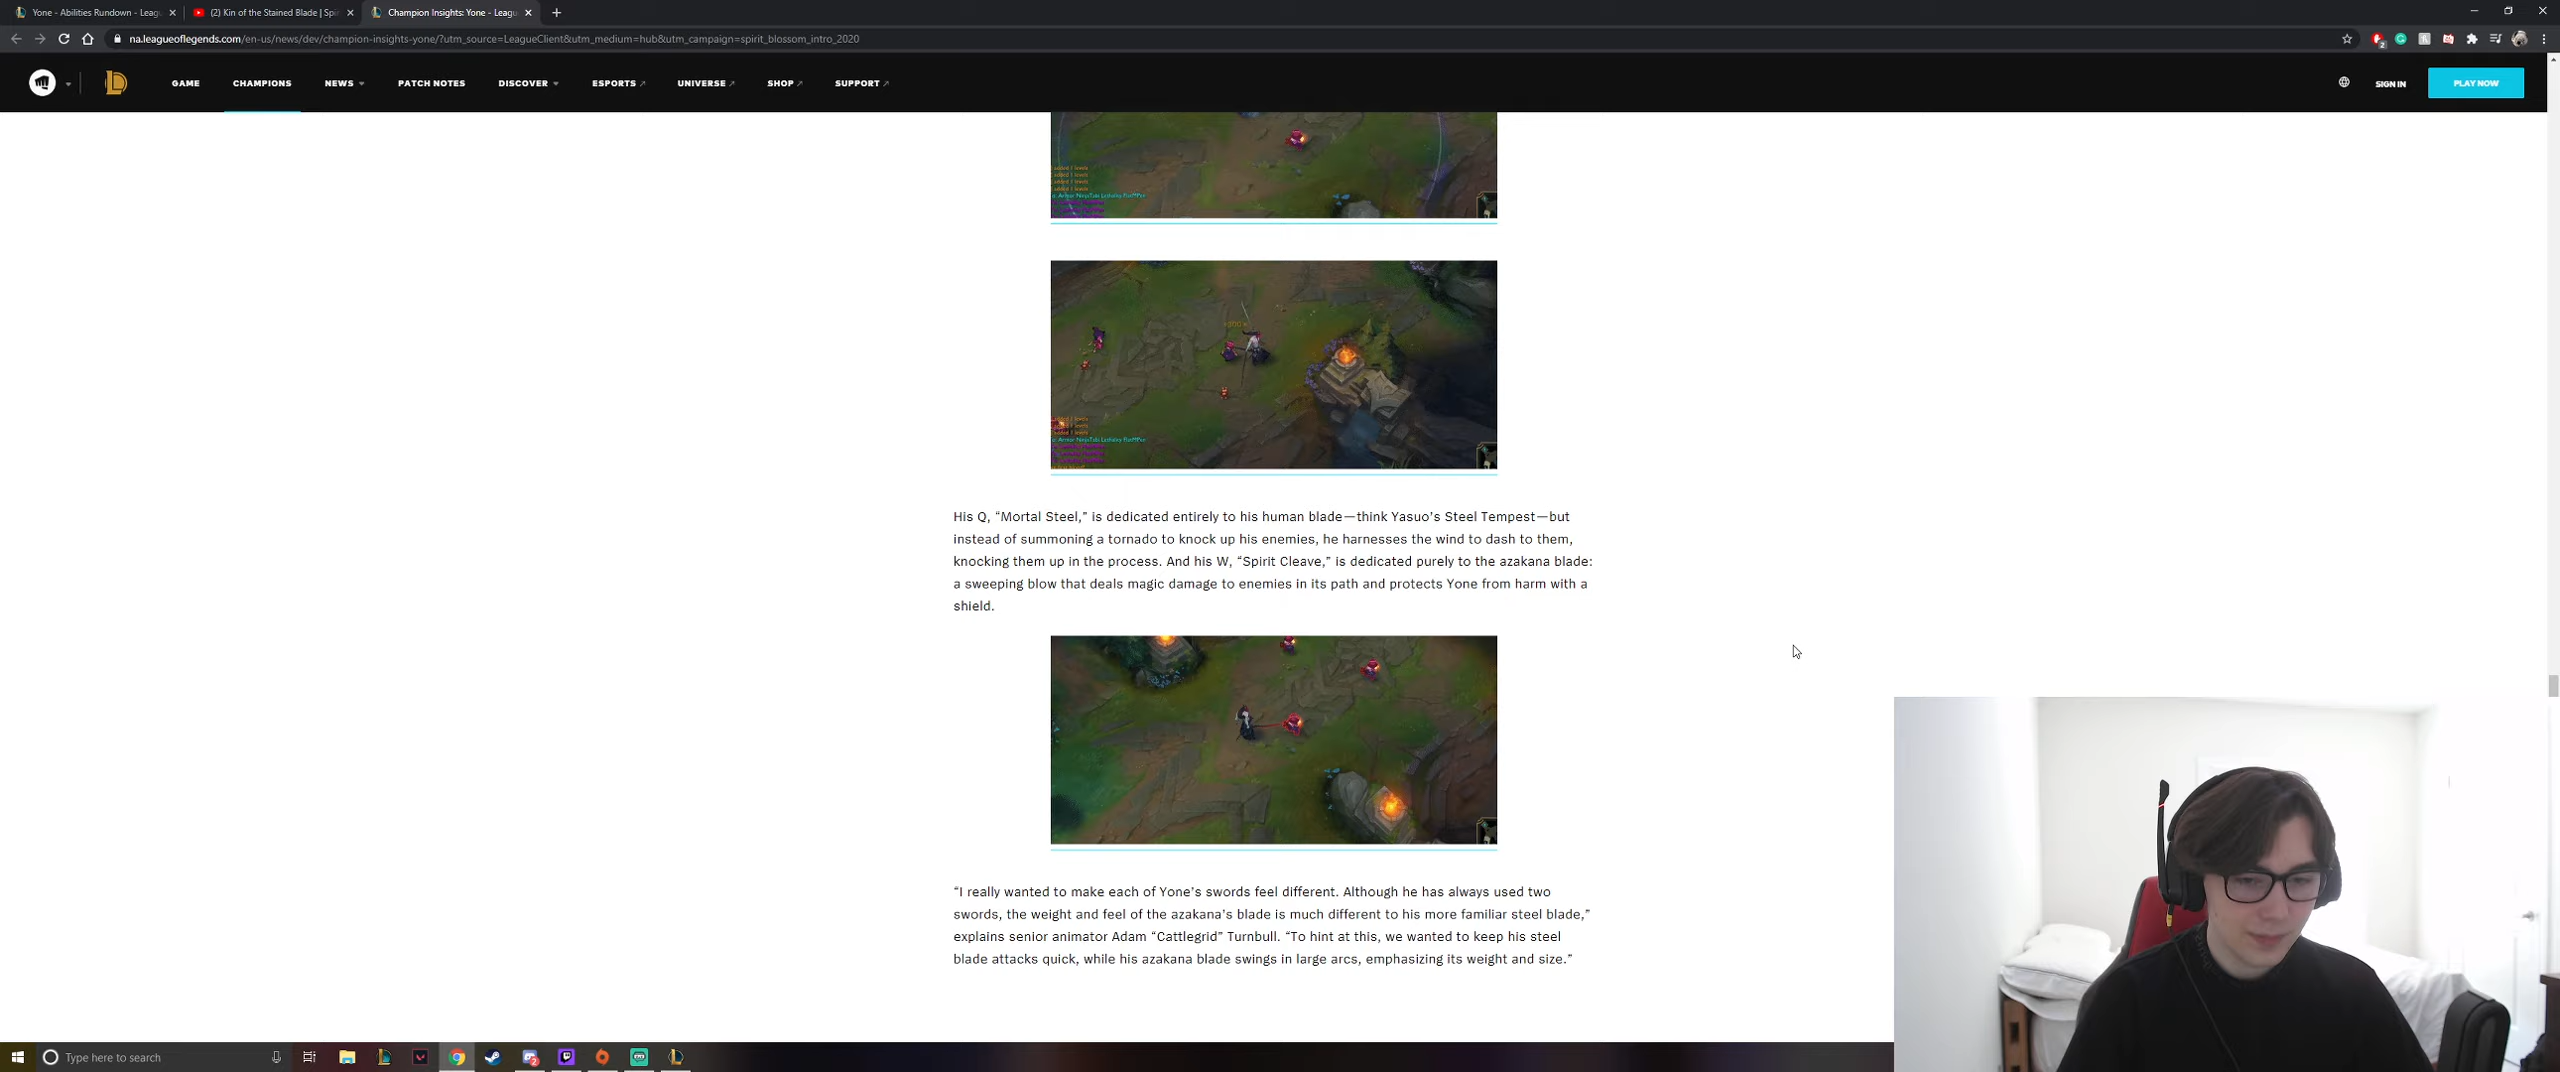 Yone - Abilities Rundown - Leagu
(2) Kin of the Stained Blade | Spir
Champion Insights: Yone - Leagu
na.leagueoflegends.com/en-us/news/dev/champion-insights-yone/?utm_source=LeagueClient&utm_medium=hub&utm_campaign=spirit_blossom_intro_2020
GAME
CHAMPIONS
NEWS
PATCH NOTES
DISCOVER
ESPORTS
UNIVERSE
SHOP
SUPPORT
SIGN IN
PLAY NOW
His Q, “Mortal Steel,” is dedicated entirely to his human blade—think Yasuo’s Steel Tempest—but
instead of summoning a tornado to knock up his enemies, he harnesses the wind to dash to them,
knocking them up in the process. And his W, “Spirit Cleave,” is dedicated purely to the azakana blade:
a sweeping blow that deals magic damage to enemies in its path and protects Yone from harm with a
shield.
“I really wanted to make each of Yone’s swords feel different. Although he has always used two
swords, the weight and feel of the azakana’s blade is much different to his more familiar steel blade,”
explains senior animator Adam “Cattlegrid” Turnbull. “To hint at this, we wanted to keep his steel
blade attacks quick, while his azakana blade swings in large arcs, emphasizing its weight and size.”
Type here to search